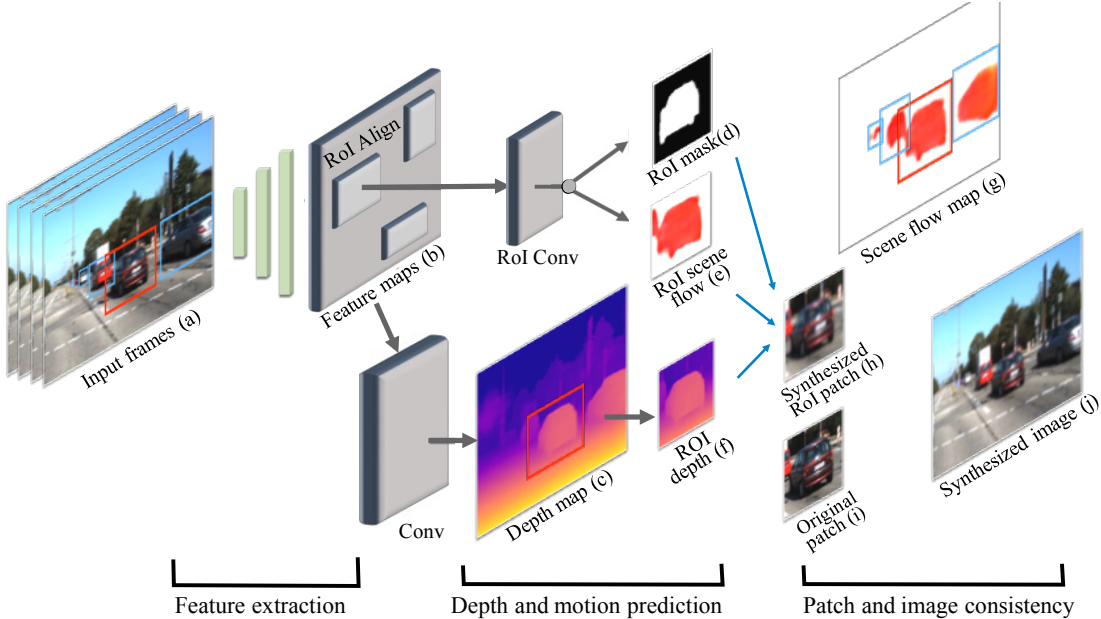 Input frames (a)
RoI Align
Feature maps (b)
RoI Conv
Conv
RoI mask(d)
RoI scene
flow (e)
Depth map (c)
ROI
depth (f)
Scene flow map (g)
Synthesized
RoI patch (h)
Original
patch (i)
Synthesized image (j)
Feature extraction
Depth and motion prediction
Patch and image consistency